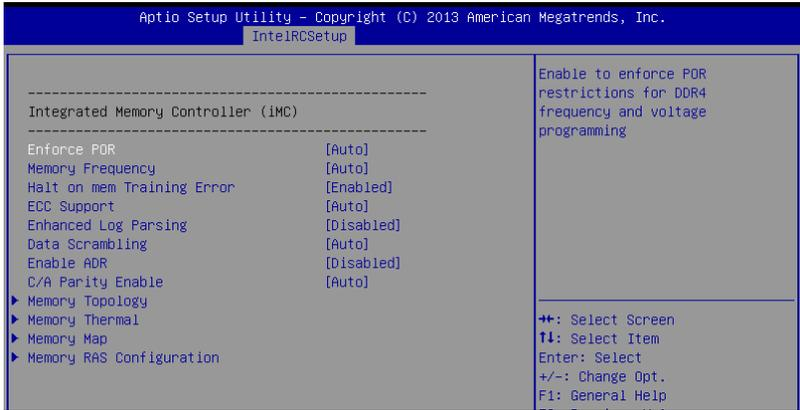 Aptio Setup Utility – Copyright (C) 2013 American Megatrends, Inc.
IntelRCSetup
------------------------------------------------
Integrated Memory Controller (iMC)
------------------------------------------------
Enforce POR [Auto]
Memory Frequency [Auto]
Halt on mem Training Error [Enabled]
ECC Support [Auto]
Enhanced Log Parsing [Disabled]
Data Scrambling [Auto]
Enable ADR [Disabled]
C/A Parity Enable [Auto]
Memory Topology
Memory Thermal
Memory Map
Memory RAS Configuration
Enable to enforce POR
restrictions for DDR4
frequency and voltage
programming
→←: Select Screen
↑↓: Select Item
Enter: Select
+/-: Change Opt.
F1: General Help